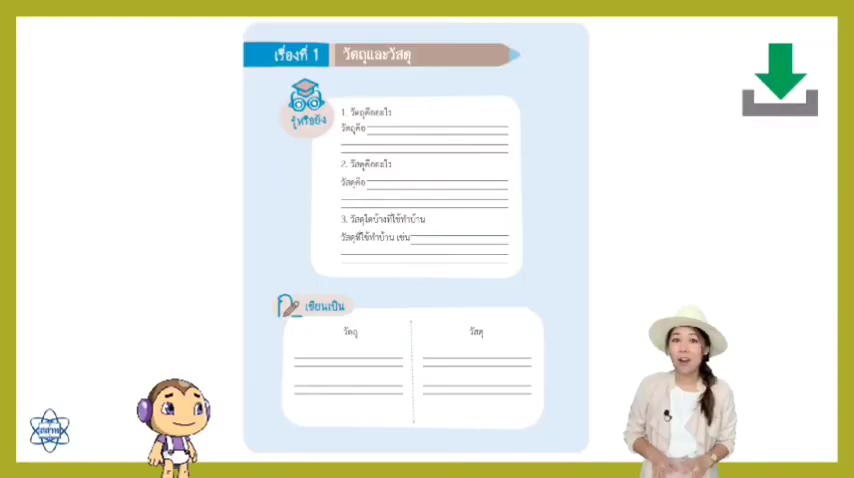 เรื่องที่ 1 วัตถุและวัสดุ
รู้หรือยัง
1. วัตถุคืออะไร
วัตถุคือ
2. วัสดุคืออะไร
วัสดุคือ
3. วัสดุใดบ้างที่ใช้ทำบ้าน
วัสดุที่ใช้ทำบ้าน เช่น
เขียนเป็น
วัตถุ วัสดุ
สสวท